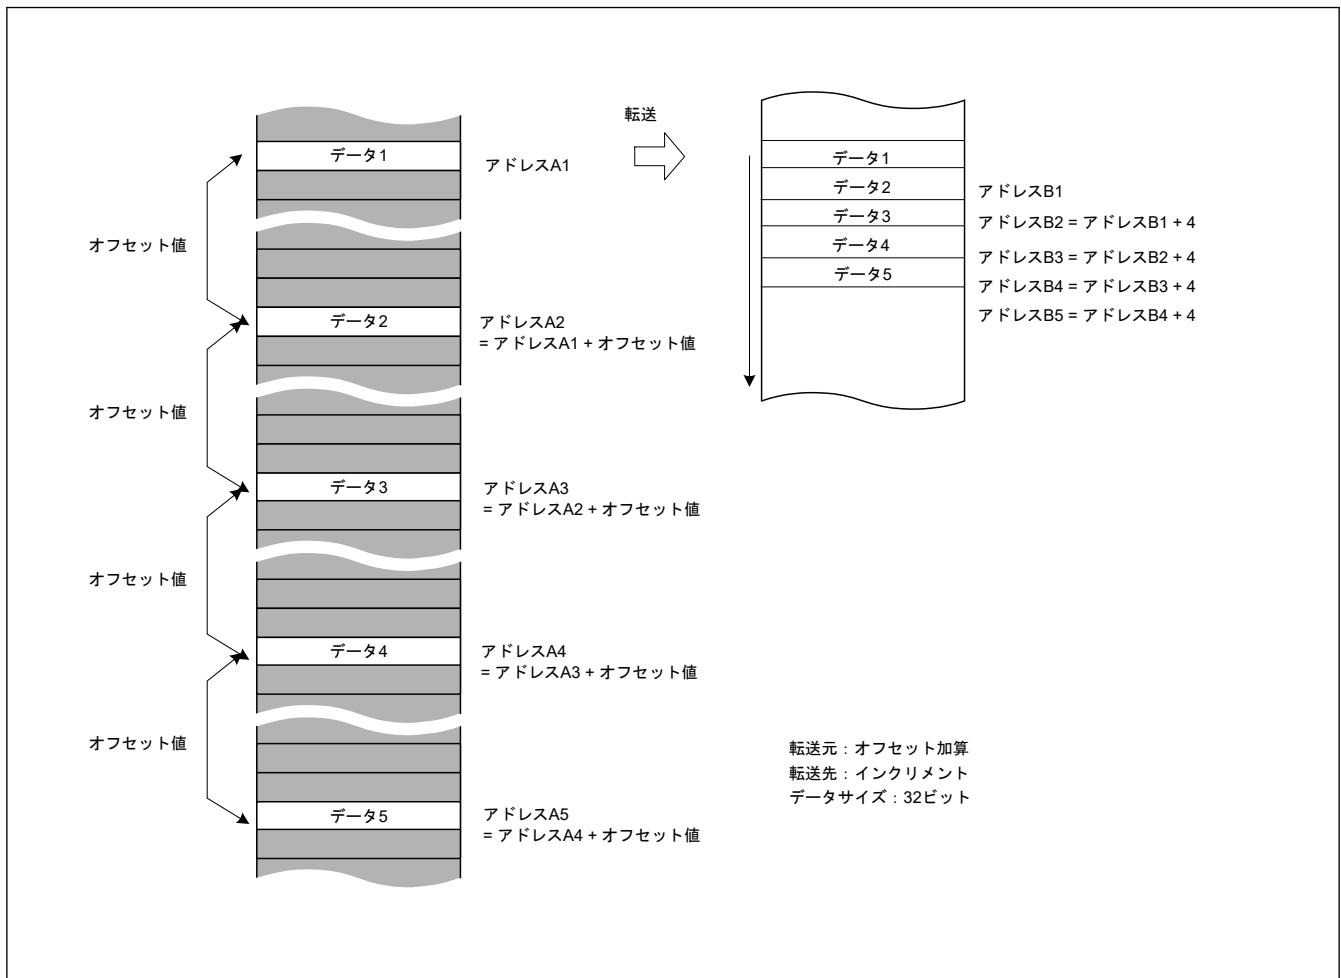 転送
データ1
アドレスA1
オフセット値
データ2
アドレスA2
= アドレスA1 + オフセット値
オフセット値
データ3
アドレスA3
= アドレスA2 + オフセット値
オフセット値
データ4
アドレスA4
= アドレスA3 + オフセット値
オフセット値
データ5
アドレスA5
= アドレスA4 + オフセット値
データ1
データ2
アドレスB1
データ3
アドレスB2 = アドレスB1 + 4
データ4
アドレスB3 = アドレスB2 + 4
データ5
アドレスB4 = アドレスB3 + 4
アドレスB5 = アドレスB4 + 4
転送元：オフセット加算
転送先：インクリメント
データサイズ：32ビット